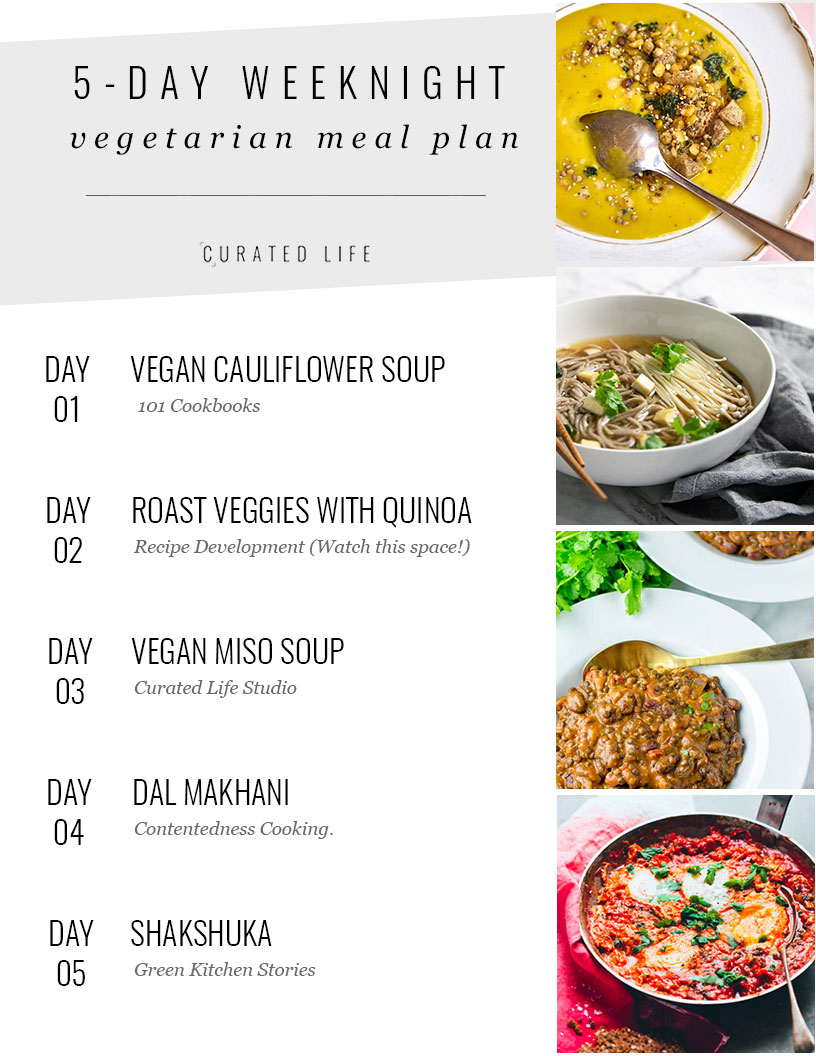 5-DAY WEEKNIGHT
vegetarian meal plan
CURATED LIFE
DAY 01
VEGAN CAULIFLOWER SOUP
101 Cookbooks
DAY 02
ROAST VEGGIES WITH QUINOA
Recipe Development (Watch this space!)
DAY 03
VEGAN MISO SOUP
Curated Life Studio
DAY 04
DAL MAKHANI
Contentedness Cooking.
DAY 05
SHAKSHUKA
Green Kitchen Stories